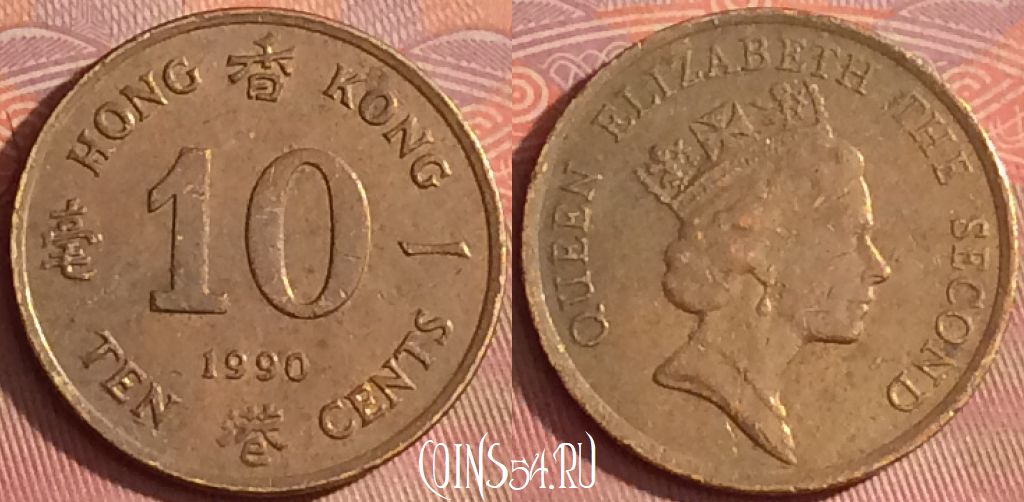 HONG 香 KONG
毫 一
10
1990
TEN 港 CENTS
QUEEN ELIZABETH THE SECOND
COINS54.RU